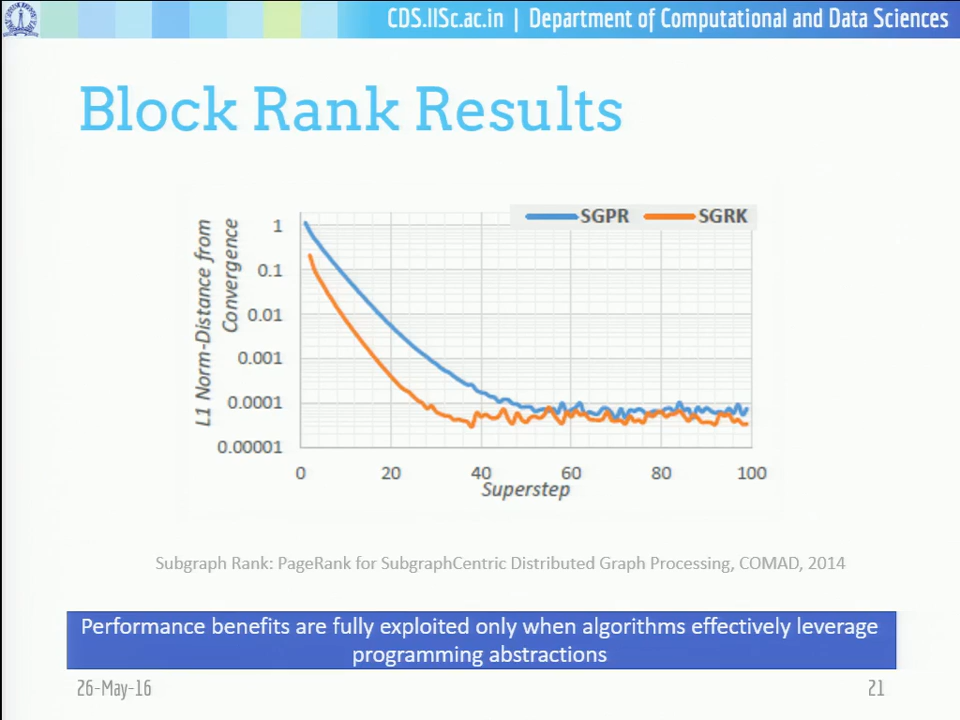 CDS.IISc.ac.in | Department of Computational and Data Sciences
Block Rank Results
SGPR SGRK
L1 Norm-Distance from
Convergence
1
0.1
0.01
0.001
0.0001
0.00001
0 20 40 60 80 100
Superstep
Subgraph Rank: PageRank for SubgraphCentric Distributed Graph Processing, COMAD, 2014
Performance benefits are fully exploited only when algorithms effectively leverage
programming abstractions
26-May-16 21